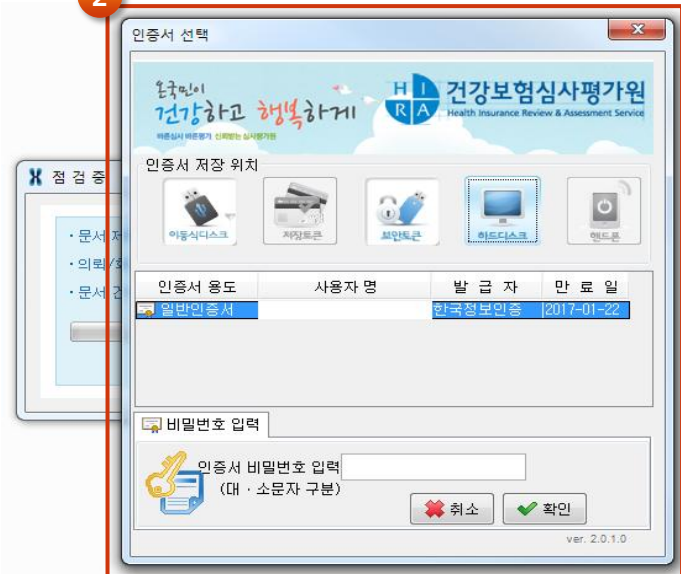 2
인증서 선택
온국민이
건강하고 행복하게
바른심사 바른평가 신뢰받는 심사평가원
H I R A
건강보험심사평가원
Health Insurance Review & Assessment Service
인증서 저장 위치
이동식디스크 저장토큰 보안토큰 하드디스크 핸드폰
점검 중
· 문서 저
· 의뢰/회
· 문서 건
인증서 용도 사용자 명 발 급 자 만 료 일
일반인증서 한국정보인증 2017-01-22
비밀번호 입력
인증서 비밀번호 입력
(대 · 소문자 구분)
취소 확인
ver. 2.0.1.0